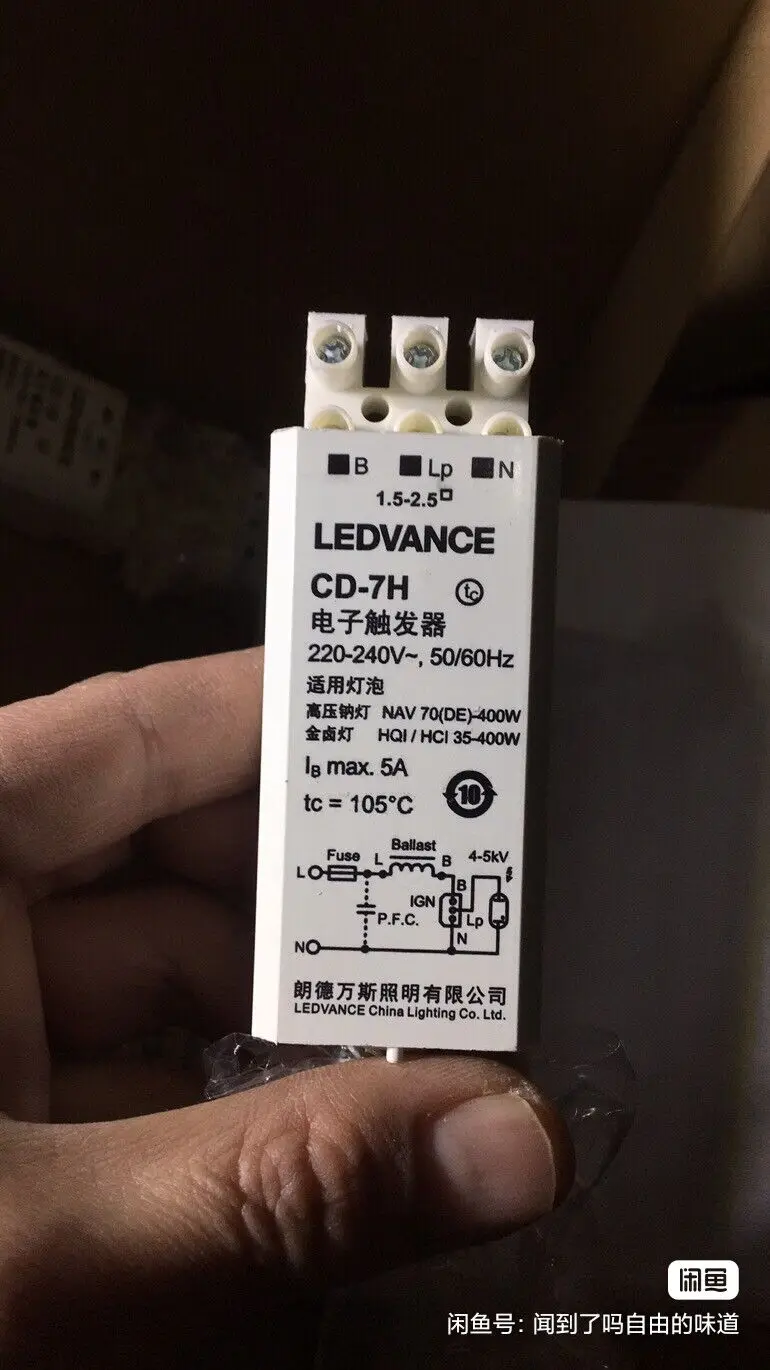 B Lp N
1.5-2.5
LEDVANCE
CD-7H tc
电子触发器
220-240V~, 50/60Hz
适用灯泡
高压钠灯 NAV 70(DE)-400W
金卤灯 HQI / HCI 35-400W
IB max. 5A
tc = 105°C
10
Ballast
Fuse L B 4-5kV
L
B
IGN
P.F.C. Lp
N
N
朗德万斯照明有限公司
LEDVANCE China Lighting Co. Ltd.
闲鱼
闲鱼号：闻到了吗自由的味道